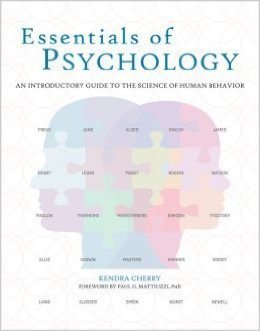 Essentials of
PSYCHOLOGY
AN INTRODUCTORY GUIDE TO THE SCIENCE OF HUMAN BEHAVIOR
FREUD JUNG ADLER PAVLOV JAMES
DEWEY LEWIN PIAGET ROGERS WATSON
MASLOW THORNDIKE MUNSTERBERG ERIKSON VYGOTSKY
ELLIS DARWIN MASTERS SKINNER
KENDRA CHERRY
FOREWORD BY PAUL G. MATTIUZZI, PhD
LAING GLASSER SIMON WUNDT NEWELL